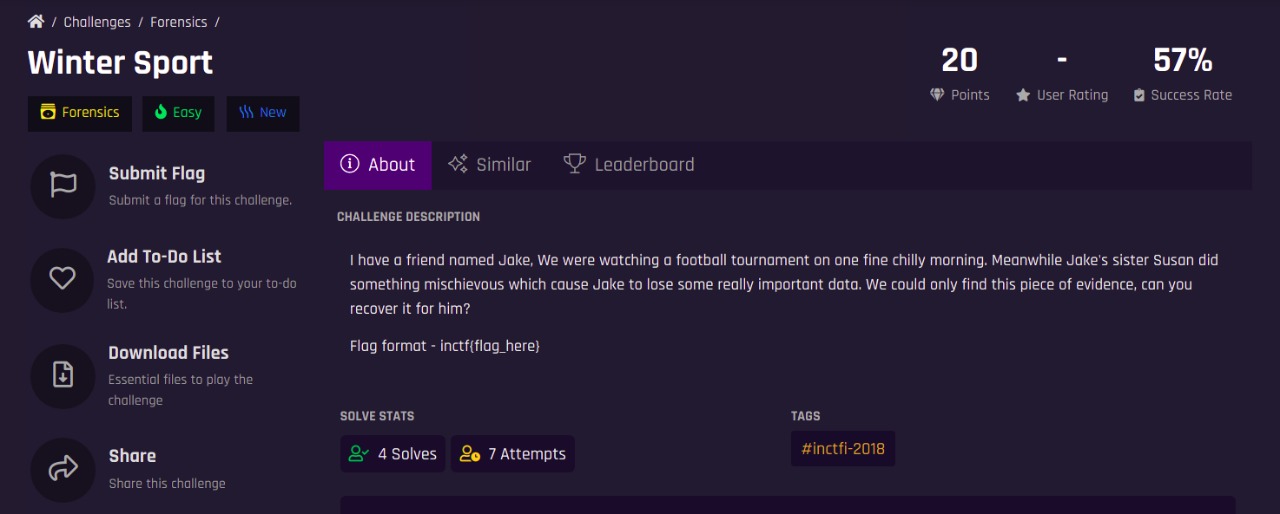 / Challenges / Forensics /
Winter Sport
20
-
57%
Points
User Rating
Success Rate
Forensics
Easy
New
Submit Flag
Submit a flag for this challenge.
Add To-Do List
Save this challenge to your to-do
list.
Download Files
Essential files to play the
challenge
Share
Share this challenge
About
Similar
Leaderboard
CHALLENGE DESCRIPTION
I have a friend named Jake, We were watching a football tournament on one fine chilly morning. Meanwhile Jake's sister Susan did
something mischievous which cause Jake to lose some really important data. We could only find this piece of evidence, can you
recover it for him?
Flag format - inctf{flag_here}
SOLVE STATS
4 Solves
7 Attempts
TAGS
#inctfi-2018